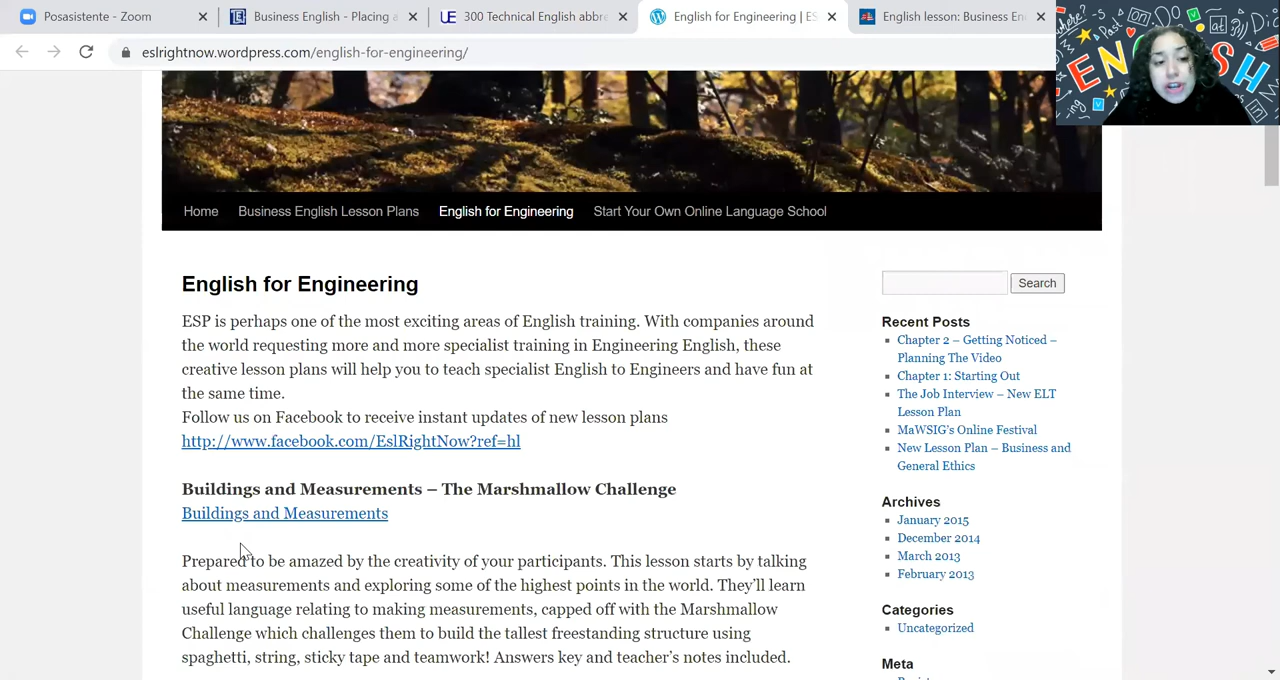 Posasistente - Zoom
Business English - Placing a
300 Technical English abbre
English for Engineering | ES
English lesson: Business En
eslrightnow.wordpress.com/english-for-engineering/
ENGLISH
Home Business English Lesson Plans English for Engineering Start Your Own Online Language School
English for Engineering
ESP is perhaps one of the most exciting areas of English training. With companies around
the world requesting more and more specialist training in Engineering English, these
creative lesson plans will help you to teach specialist English to Engineers and have fun at
the same time.
Follow us on Facebook to receive instant updates of new lesson plans
http://www.facebook.com/EslRightNow?ref=hl
Buildings and Measurements – The Marshmallow Challenge
Buildings and Measurements
Prepared to be amazed by the creativity of your participants. This lesson starts by talking
about measurements and exploring some of the highest points in the world. They'll learn
useful language relating to making measurements, capped off with the Marshmallow
Challenge which challenges them to build the tallest freestanding structure using
spaghetti, string, sticky tape and teamwork! Answers key and teacher's notes included.
Search
Recent Posts
Chapter 2 – Getting Noticed –
Planning The Video
Chapter 1: Starting Out
The Job Interview – New ELT
Lesson Plan
MaWSIG's Online Festival
New Lesson Plan – Business and
General Ethics
Archives
January 2015
December 2014
March 2013
February 2013
Categories
Uncategorized
Meta